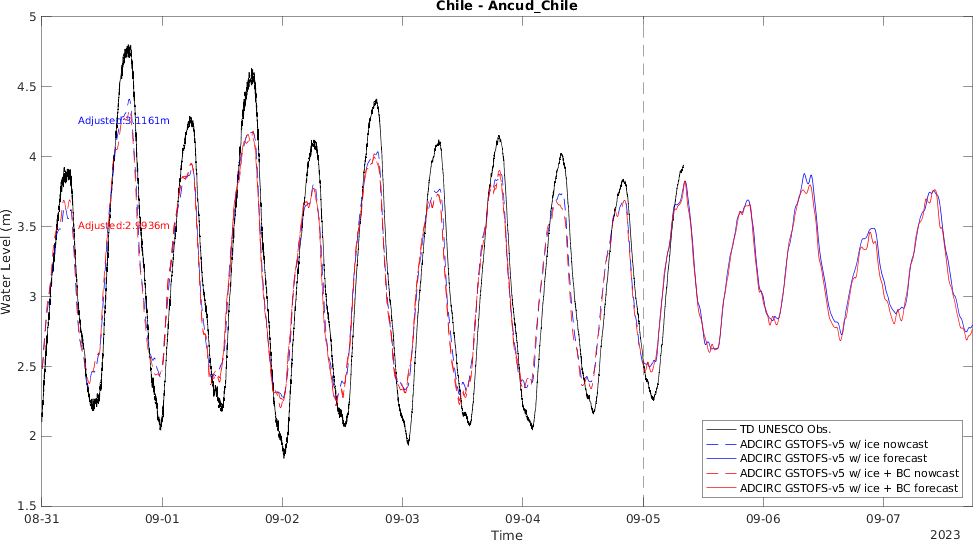 Chile - Ancud_Chile
Water Level (m)
5
4.5
4
3.5
3
2.5
2
1.5
Adjusted:3.1161m
Adjusted:2.9936m
TD UNESCO Obs.
ADCIRC GSTOFS-v5 w/ ice nowcast
ADCIRC GSTOFS-v5 w/ ice forecast
ADCIRC GSTOFS-v5 w/ ice + BC nowcast
ADCIRC GSTOFS-v5 w/ ice + BC forecast
08-31
09-01
09-02
09-03
09-04
09-05
09-06
09-07
Time
2023